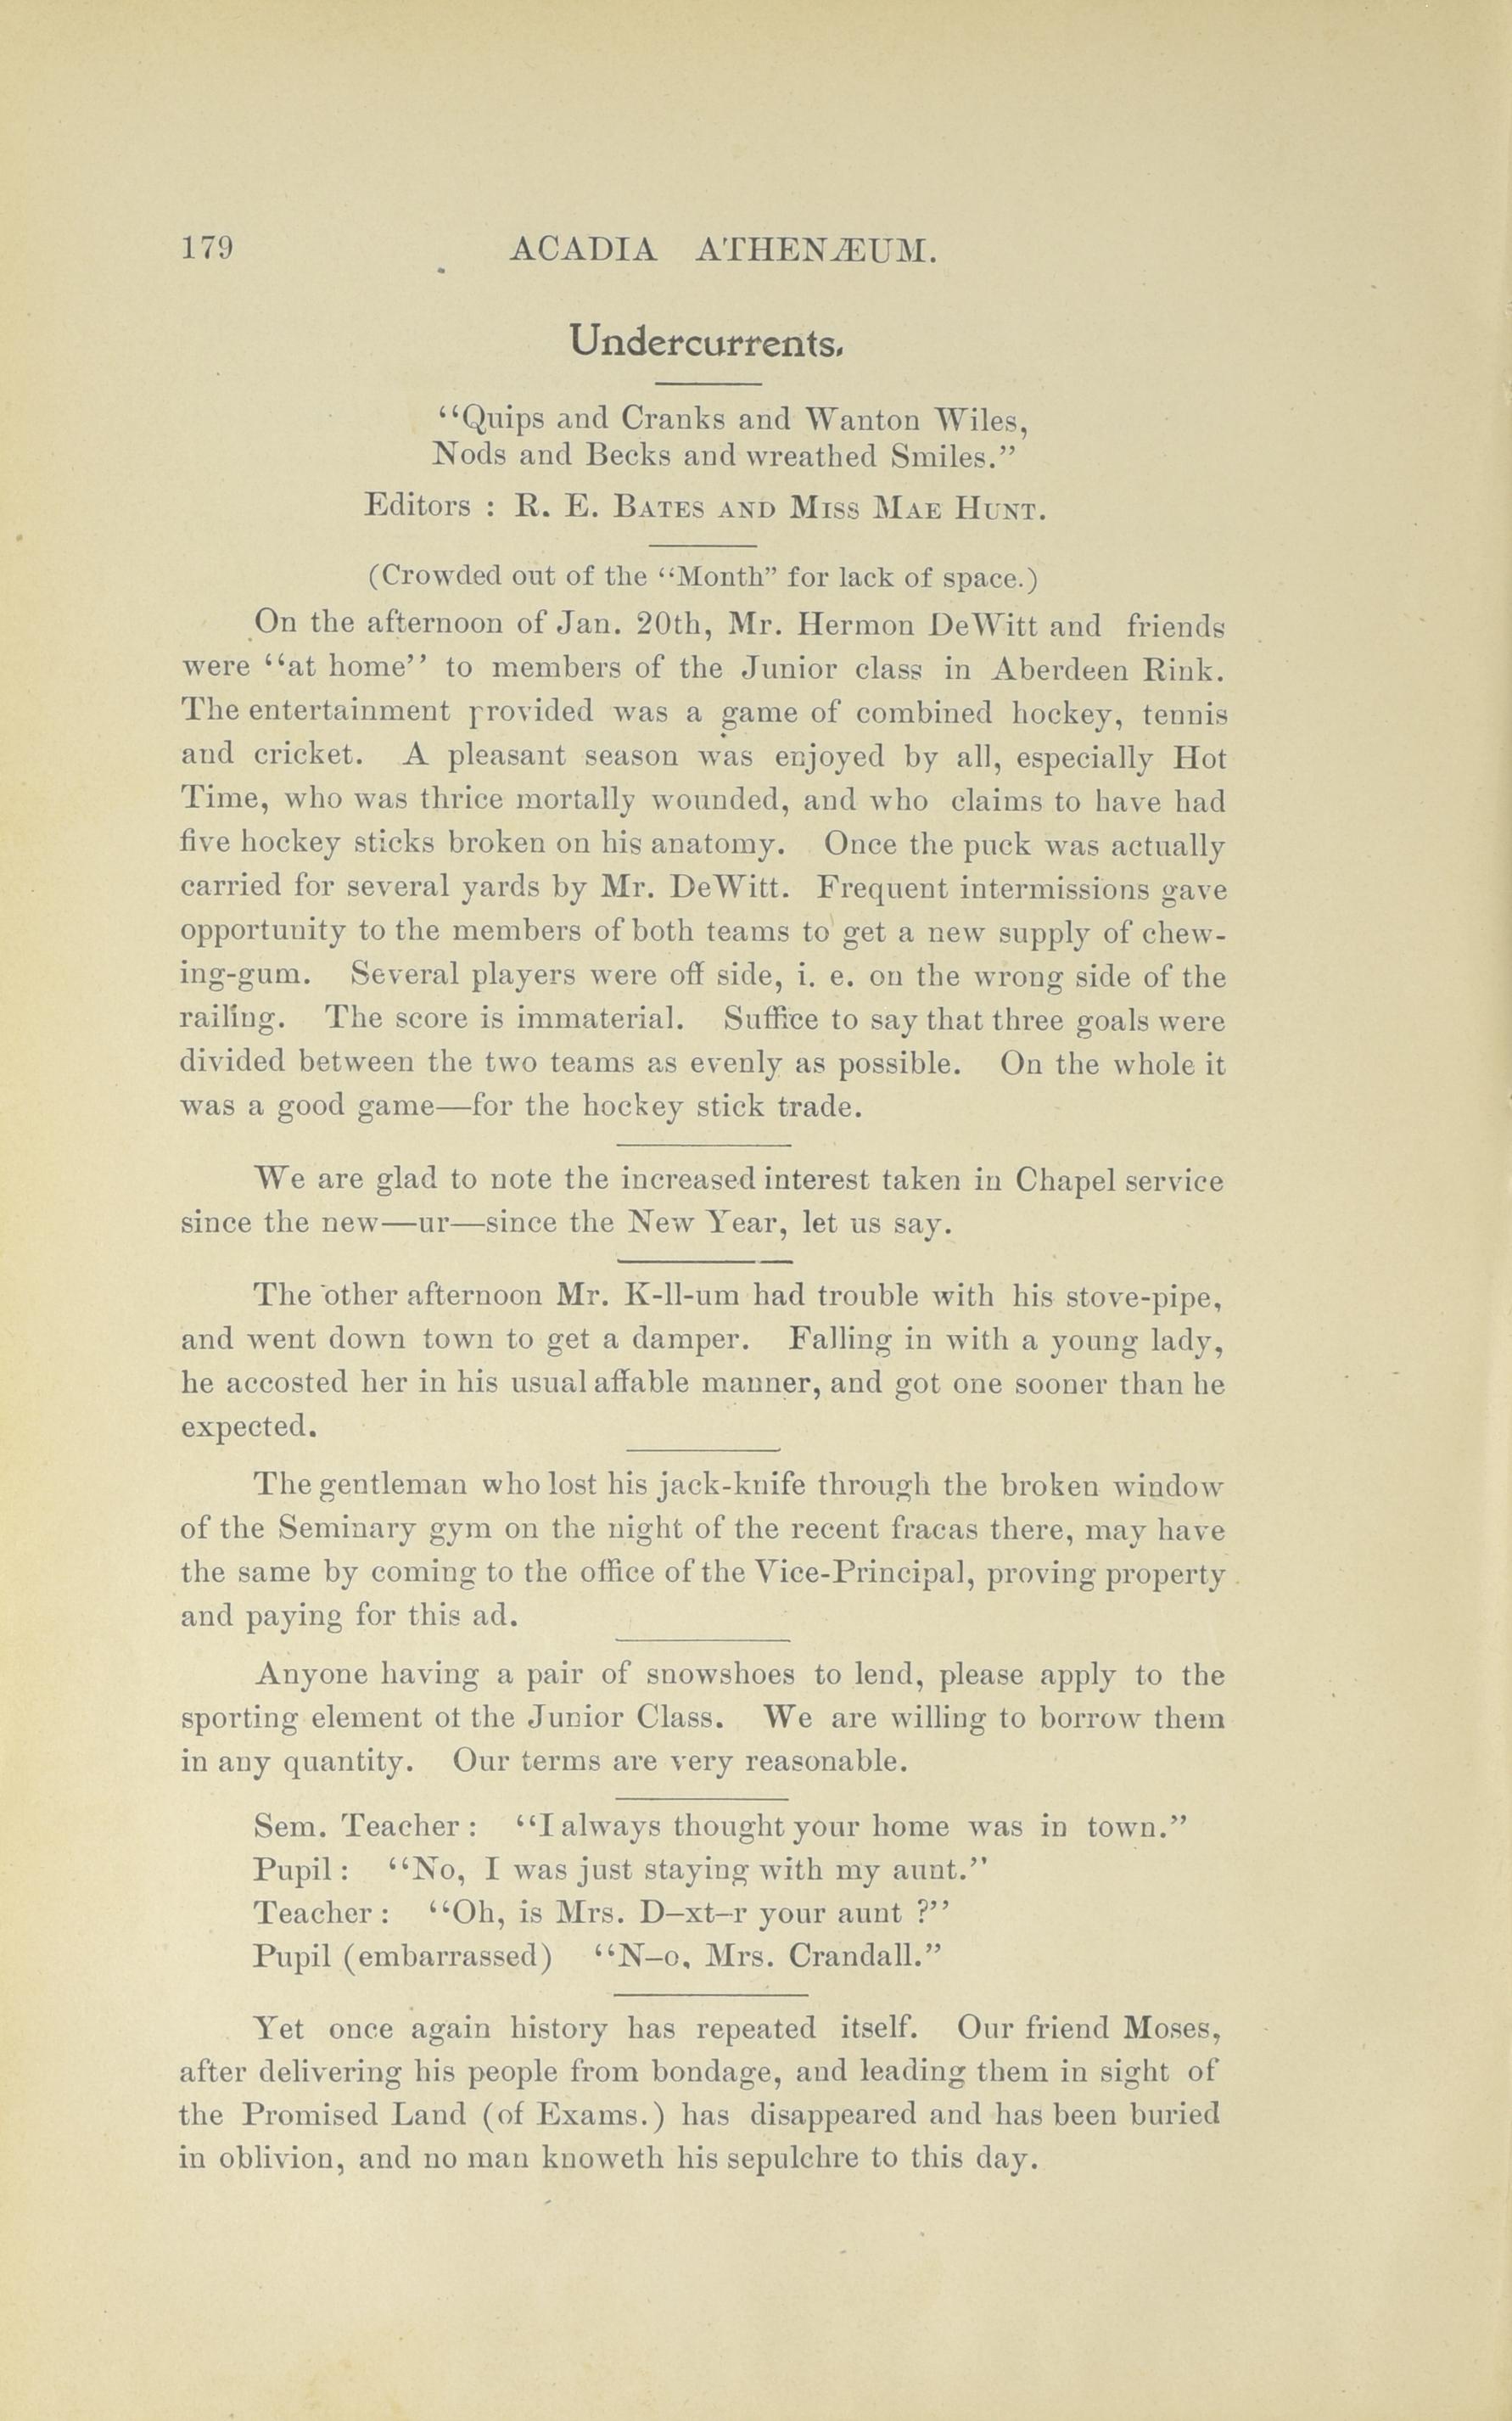 179 ACADIA ATHENÆUM.
Undercurrents.
“Quips and Cranks and Wanton Wiles,
Nods and Becks and wreathed Smiles.”
Editors : R. E. BATES AND MISS MAE HUNT.
(Crowded out of the “Month” for lack of space.)
On the afternoon of Jan. 20th, Mr. Hermon DeWitt and friends
were “at home” to members of the Junior class in Aberdeen Rink.
The entertainment provided was a game of combined hockey, tennis
and cricket. A pleasant season was enjoyed by all, especially Hot
Time, who was thrice mortally wounded, and who claims to have had
five hockey sticks broken on his anatomy. Once the puck was actually
carried for several yards by Mr. DeWitt. Frequent intermissions gave
opportunity to the members of both teams to get a new supply of chew-
ing-gum. Several players were off side, i. e. on the wrong side of the
railing. The score is immaterial. Suffice to say that three goals were
divided between the two teams as evenly as possible. On the whole it
was a good game—for the hockey stick trade.
We are glad to note the increased interest taken in Chapel service
since the new—ur—since the New Year, let us say.
The other afternoon Mr. K-ll-um had trouble with his stove-pipe,
and went down town to get a damper. Falling in with a young lady,
he accosted her in his usual affable manner, and got one sooner than he
expected.
The gentleman who lost his jack-knife through the broken window
of the Seminary gym on the night of the recent fracas there, may have
the same by coming to the office of the Vice-Principal, proving property
and paying for this ad.
Anyone having a pair of snowshoes to lend, please apply to the
sporting element ot the Junior Class. We are willing to borrow them
in any quantity. Our terms are very reasonable.
Sem. Teacher : “I always thought your home was in town.”
Pupil : “No, I was just staying with my aunt.”
Teacher : “Oh, is Mrs. D–xt–r your aunt ?”
Pupil (embarrassed) “N–o, Mrs. Crandall.”
Yet once again history has repeated itself. Our friend Moses,
after delivering his people from bondage, and leading them in sight of
the Promised Land (of Exams.) has disappeared and has been buried
in oblivion, and no man knoweth his sepulchre to this day.